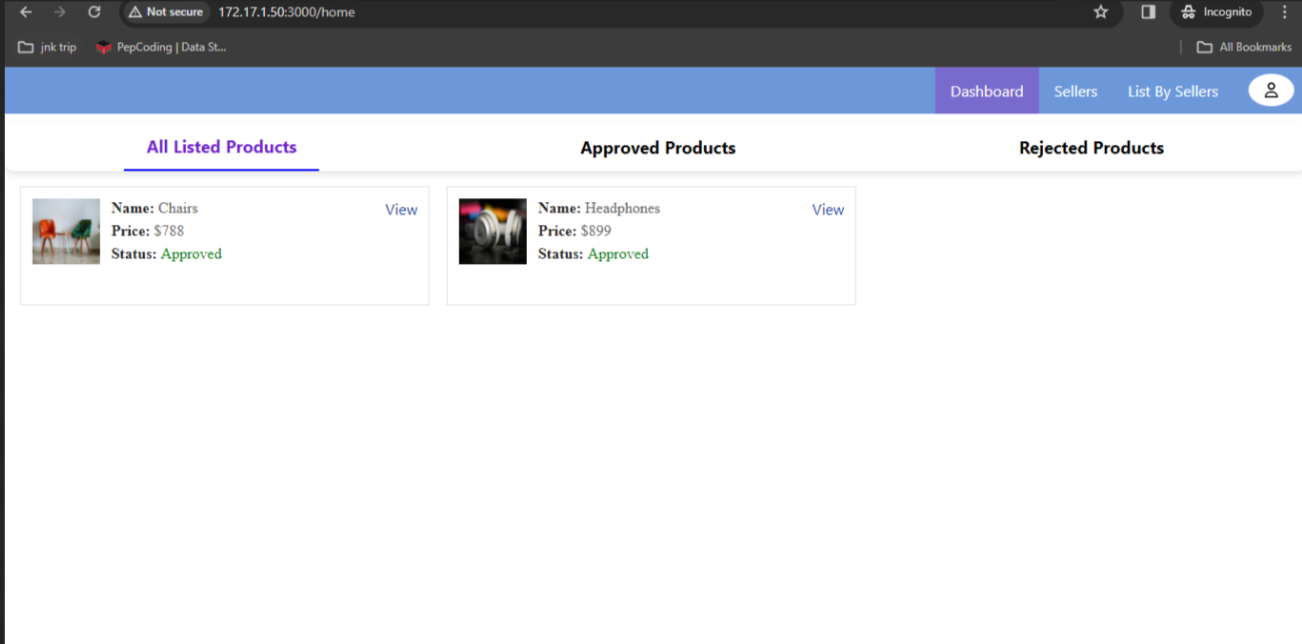 Not secure 172.17.1.50:3000/home Incognito
jnk trip PepCoding | Data St... All Bookmarks
Dashboard Sellers List By Sellers
All Listed Products Approved Products Rejected Products
Name: Chairs View
Price: $788
Status: Approved
Name: Headphones View
Price: $899
Status: Approved